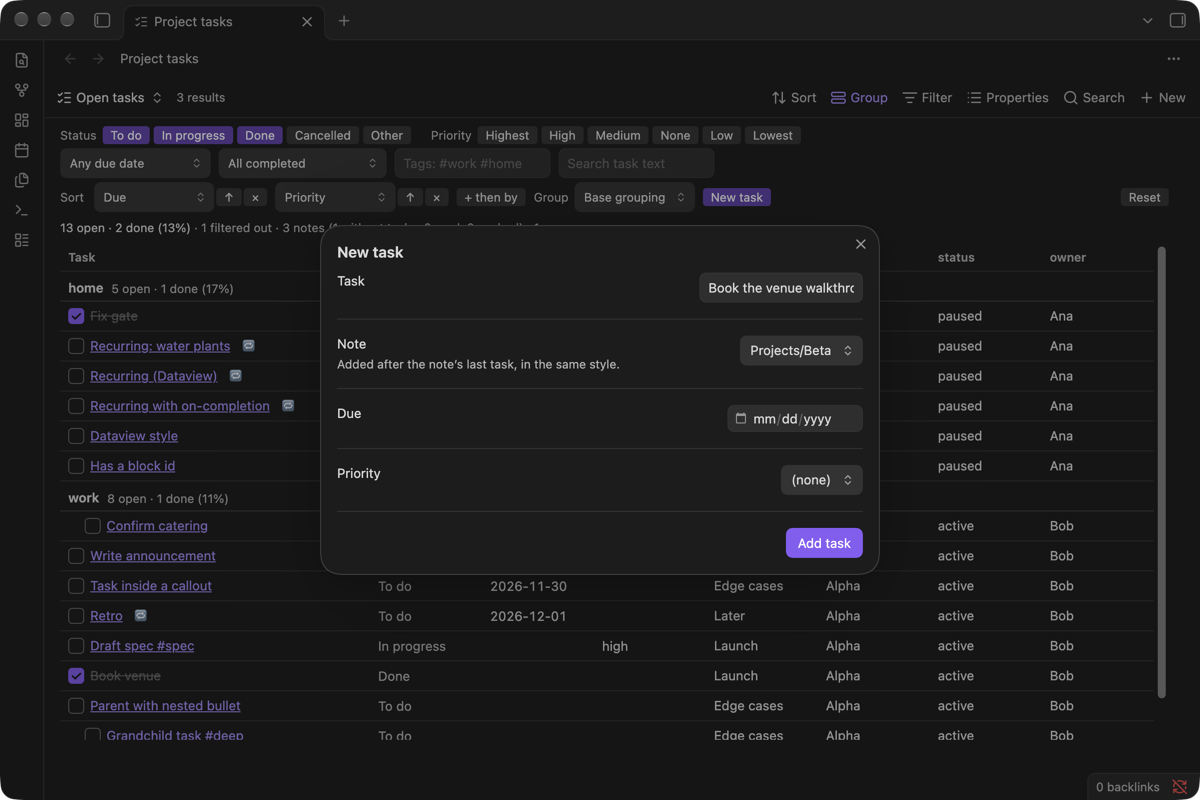 Project tasks
Project tasks
Open tasks 3 results Sort Group Filter Properties Search New
Status To do In progress Done Cancelled Other Priority Highest High Medium None Low Lowest
Any due date All completed Tags: #work #home Search task text
Sort Due ↑ × Priority ↑ × + then by Group Base grouping New task Reset
13 open · 2 done (13%) · 1 filtered out · 3 notes
Task status owner
home 5 open · 1 done (17%)
Fix gate paused Ana
Recurring: water plants paused Ana
Recurring (Dataview) paused Ana
Recurring with on-completion paused Ana
Dataview style paused Ana
Has a block id paused Ana
work 8 open · 1 done (11%)
Confirm catering active Bob
Write announcement active Bob
Task inside a callout To do 2026-11-30 Edge cases Alpha active Bob
Retro To do 2026-12-01 Later Alpha active Bob
Draft spec #spec In progress high Launch Alpha active Bob
Book venue Done Launch Alpha active Bob
Parent with nested bullet To do Edge cases Alpha active Bob
Grandchild task #deep To do Edge cases Alpha active Bob
New task
Task Book the venue walkthr
Note Projects/Beta
Added after the note’s last task, in the same style.
Due mm/dd/yyyy
Priority (none)
Add task
0 backlinks